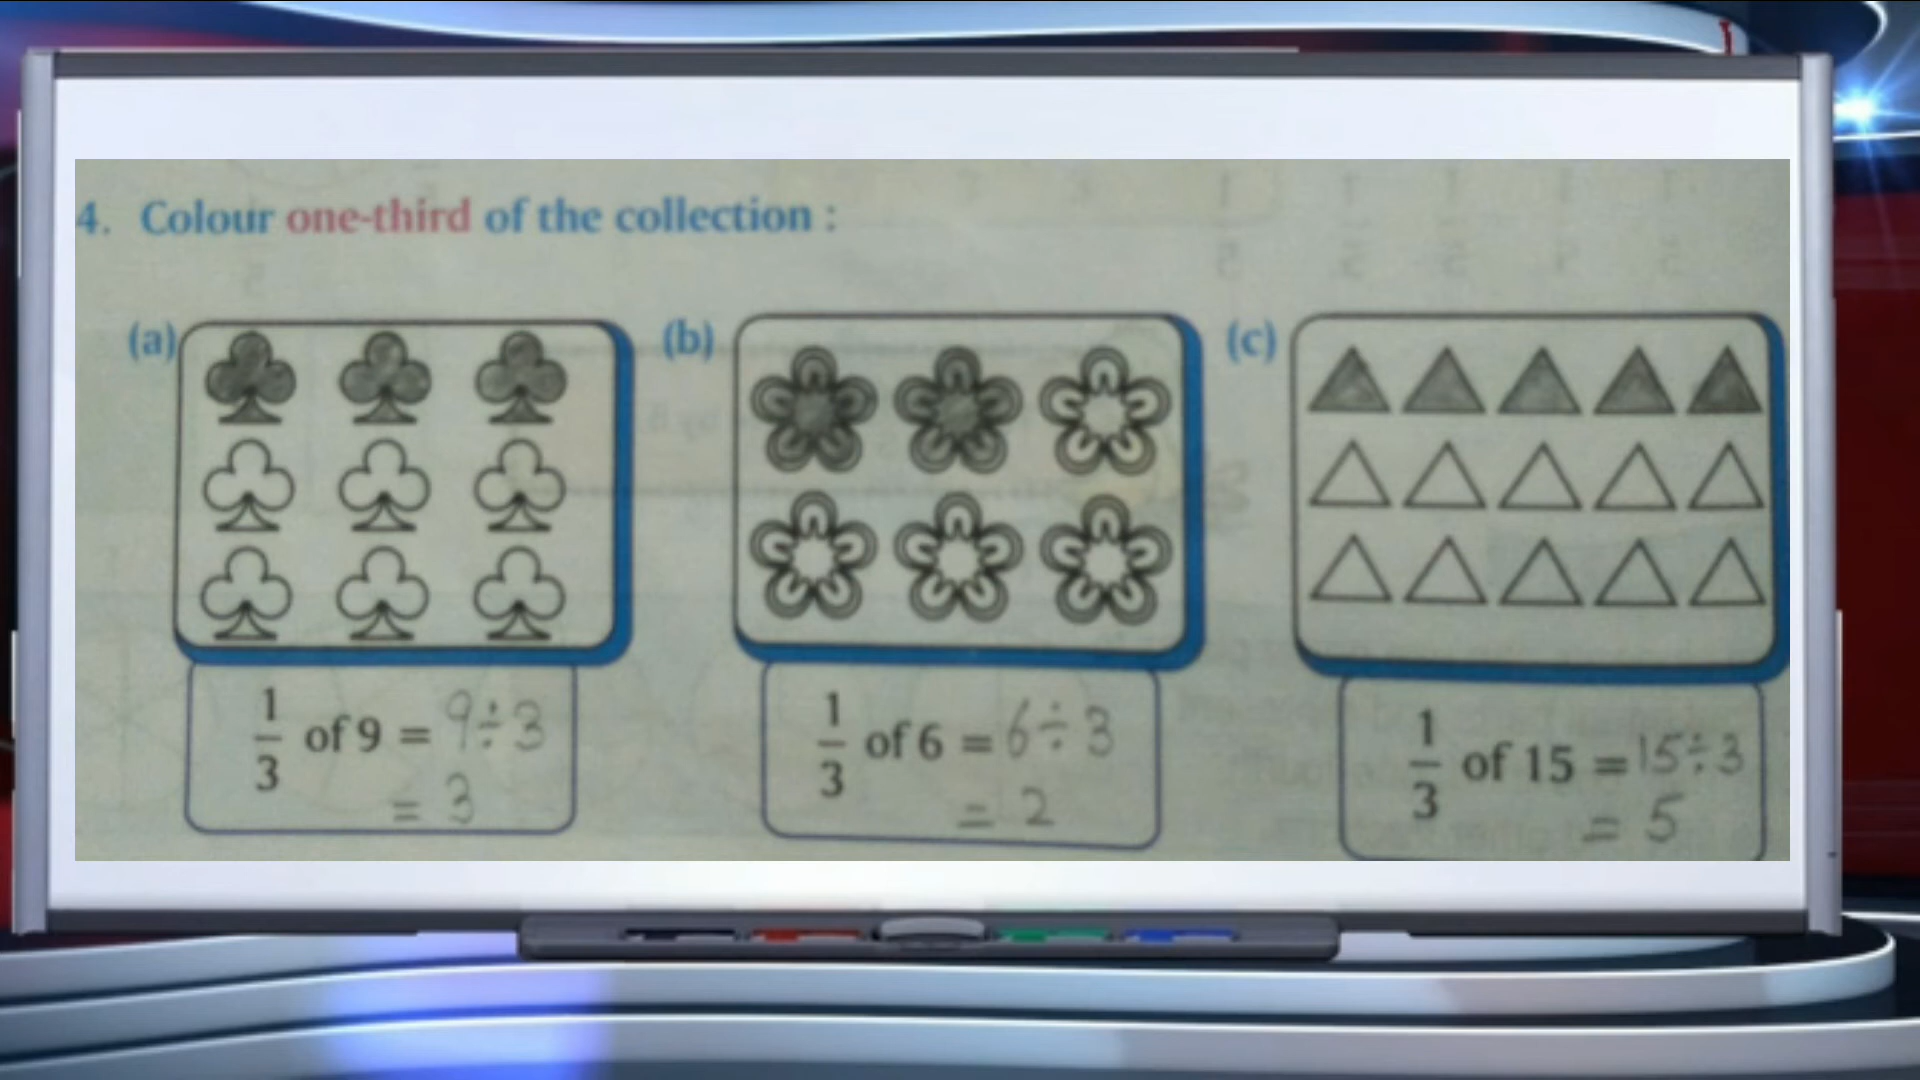 4. Colour one-third of the collection :
(a) (b) (c)
1/3 of 9 = 9÷3
= 3
1/3 of 6 = 6÷3
= 2
1/3 of 15 = 15÷3
= 5